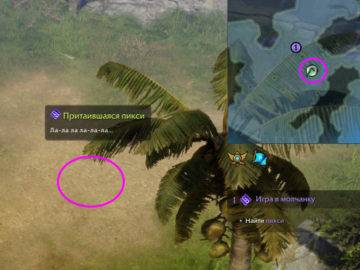 Притаившаяся пикси
Ла-ла ла ла-ла-ла...
Игра в молчанку
• Найти пикси